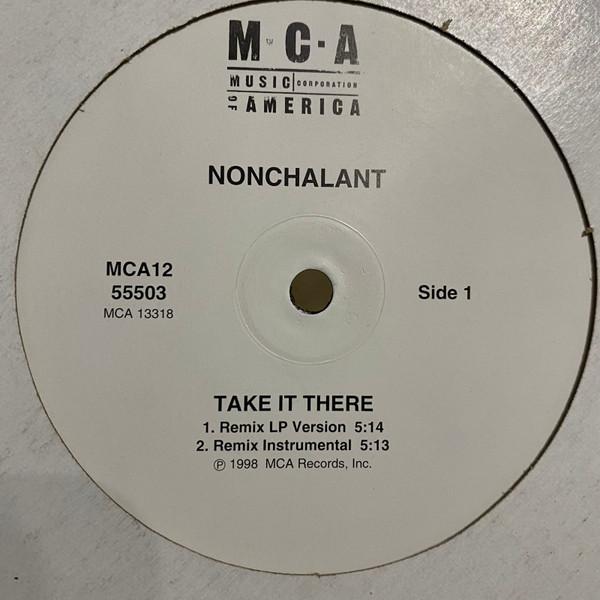 M·C·A
MUSIC CORPORATION
OF AMERICA
NONCHALANT
MCA12
55503
MCA 13318
Side 1
TAKE IT THERE
1. Remix LP Version 5:14
2. Remix Instrumental 5:13
℗ 1998 MCA Records, Inc.